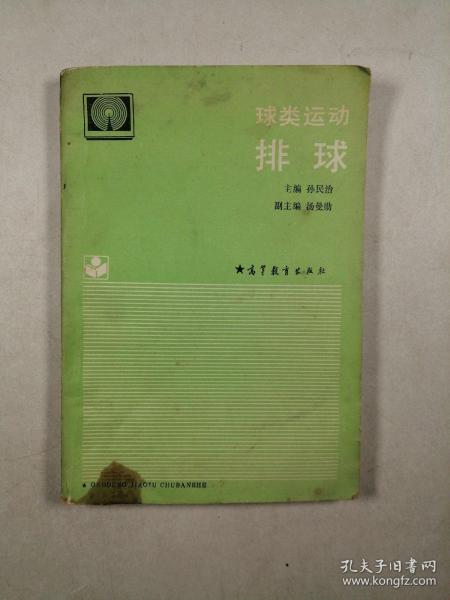 球类运动
排球
主编 孙民治
副主编 汤曼勋
★高等教育出版社
★ GAODENG JIAOYU CHUBANSHE
孔夫子旧书网
www.kongfz.com